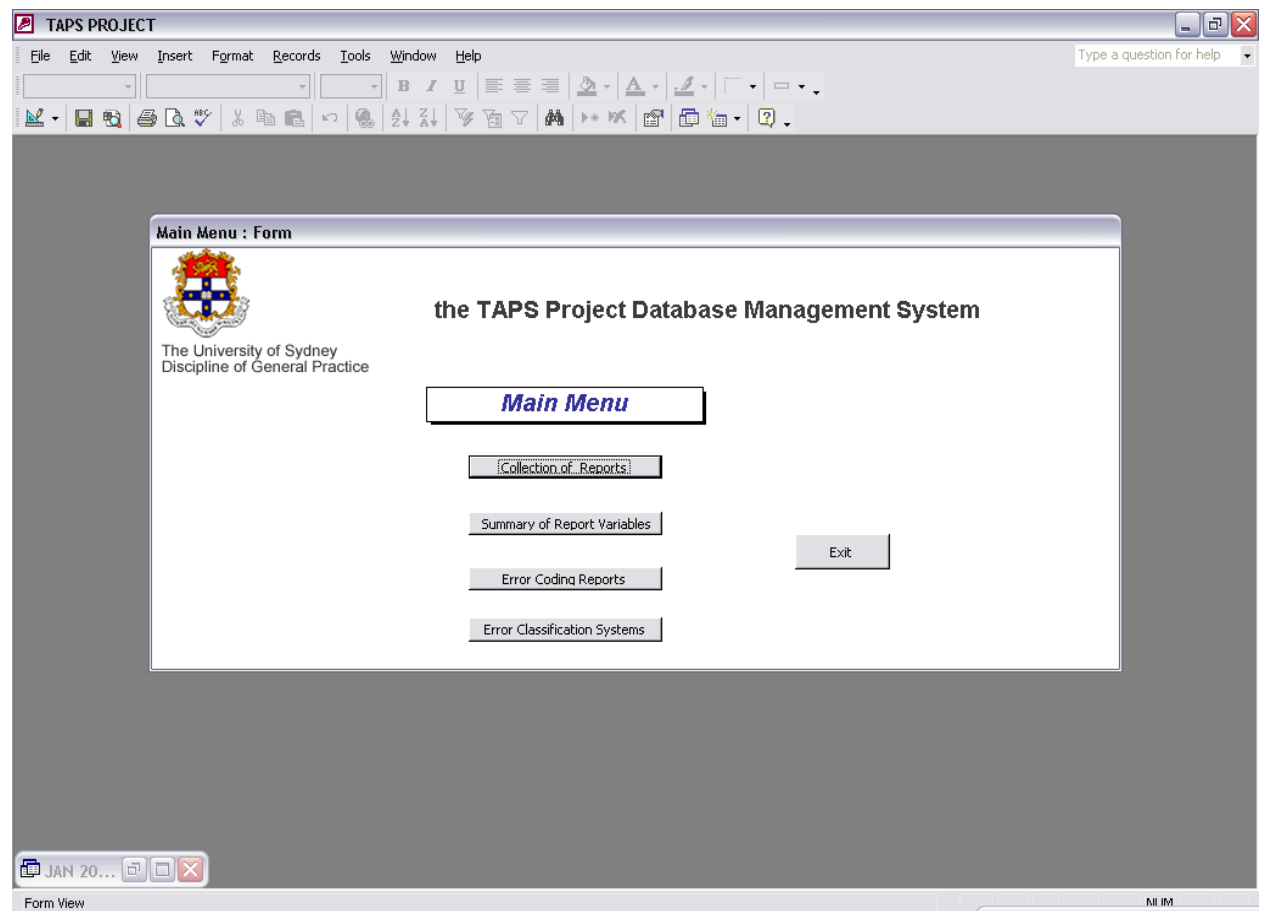 TAPS PROJECT
File Edit View Insert Format Records Tools Window Help
Type a question for help
B I U A
ABC A Z Z A
Main Menu : Form
the TAPS Project Database Management System
The University of Sydney
Discipline of General Practice
Main Menu
Collection of Reports
Summary of Report Variables
Exit
Error Coding Reports
Error Classification Systems
JAN 20...
Form View
NUM